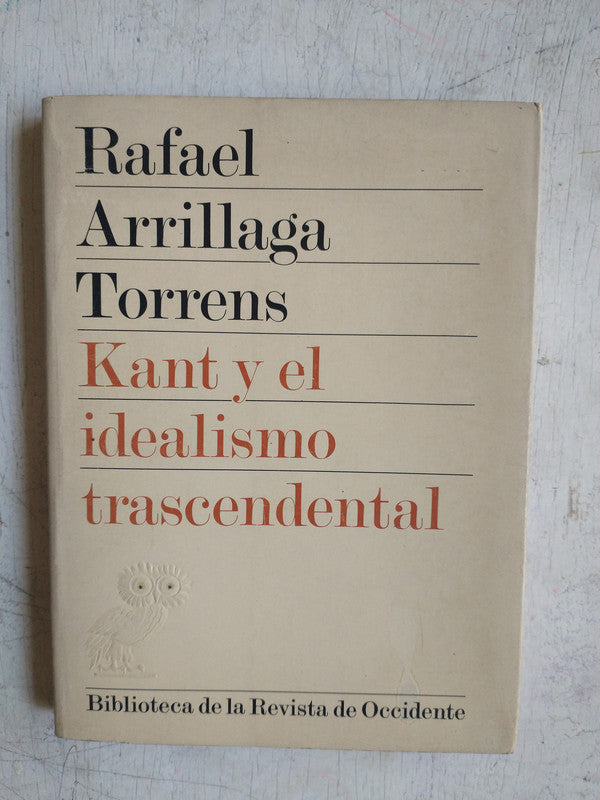 Rafael
Arrillaga
Torrens
Kant y el
idealismo
trascendental
Biblioteca de la Revista de Occidente